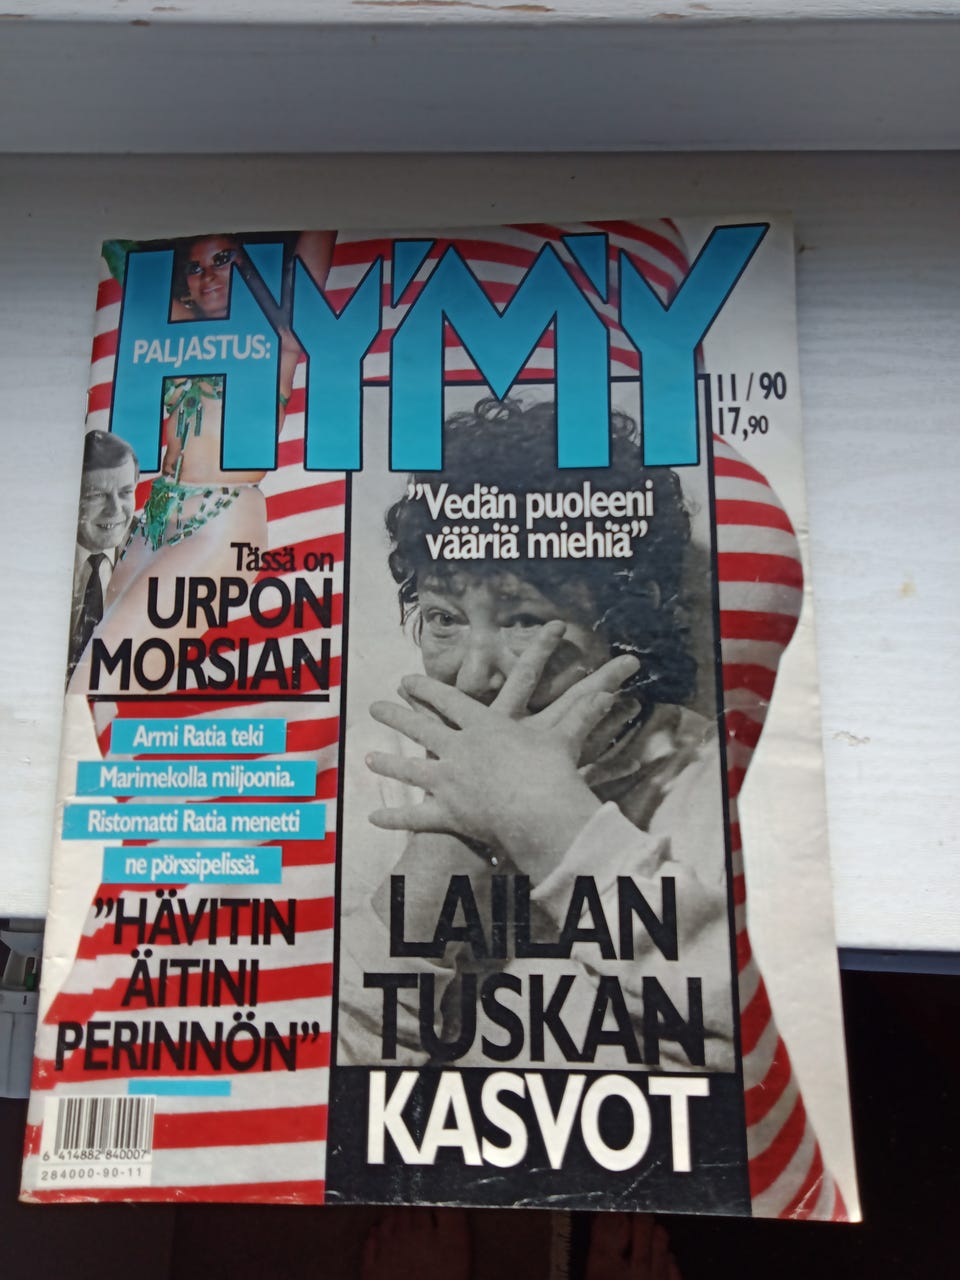 HYMY
PALJASTUS:
11/90
17,90
"Vedän puoleeni
vääriä miehiä"
Tässä on
URPON
MORSIAN
Armi Ratia teki
Marimekolla miljoonia.
Ristomatti Ratia menetti
ne pörssipelissä.
"HÄVITIN
ÄITINI
PERINNÖN"
LAILAN
TUSKAN
KASVOT
6 414882 840007
284000-90-11